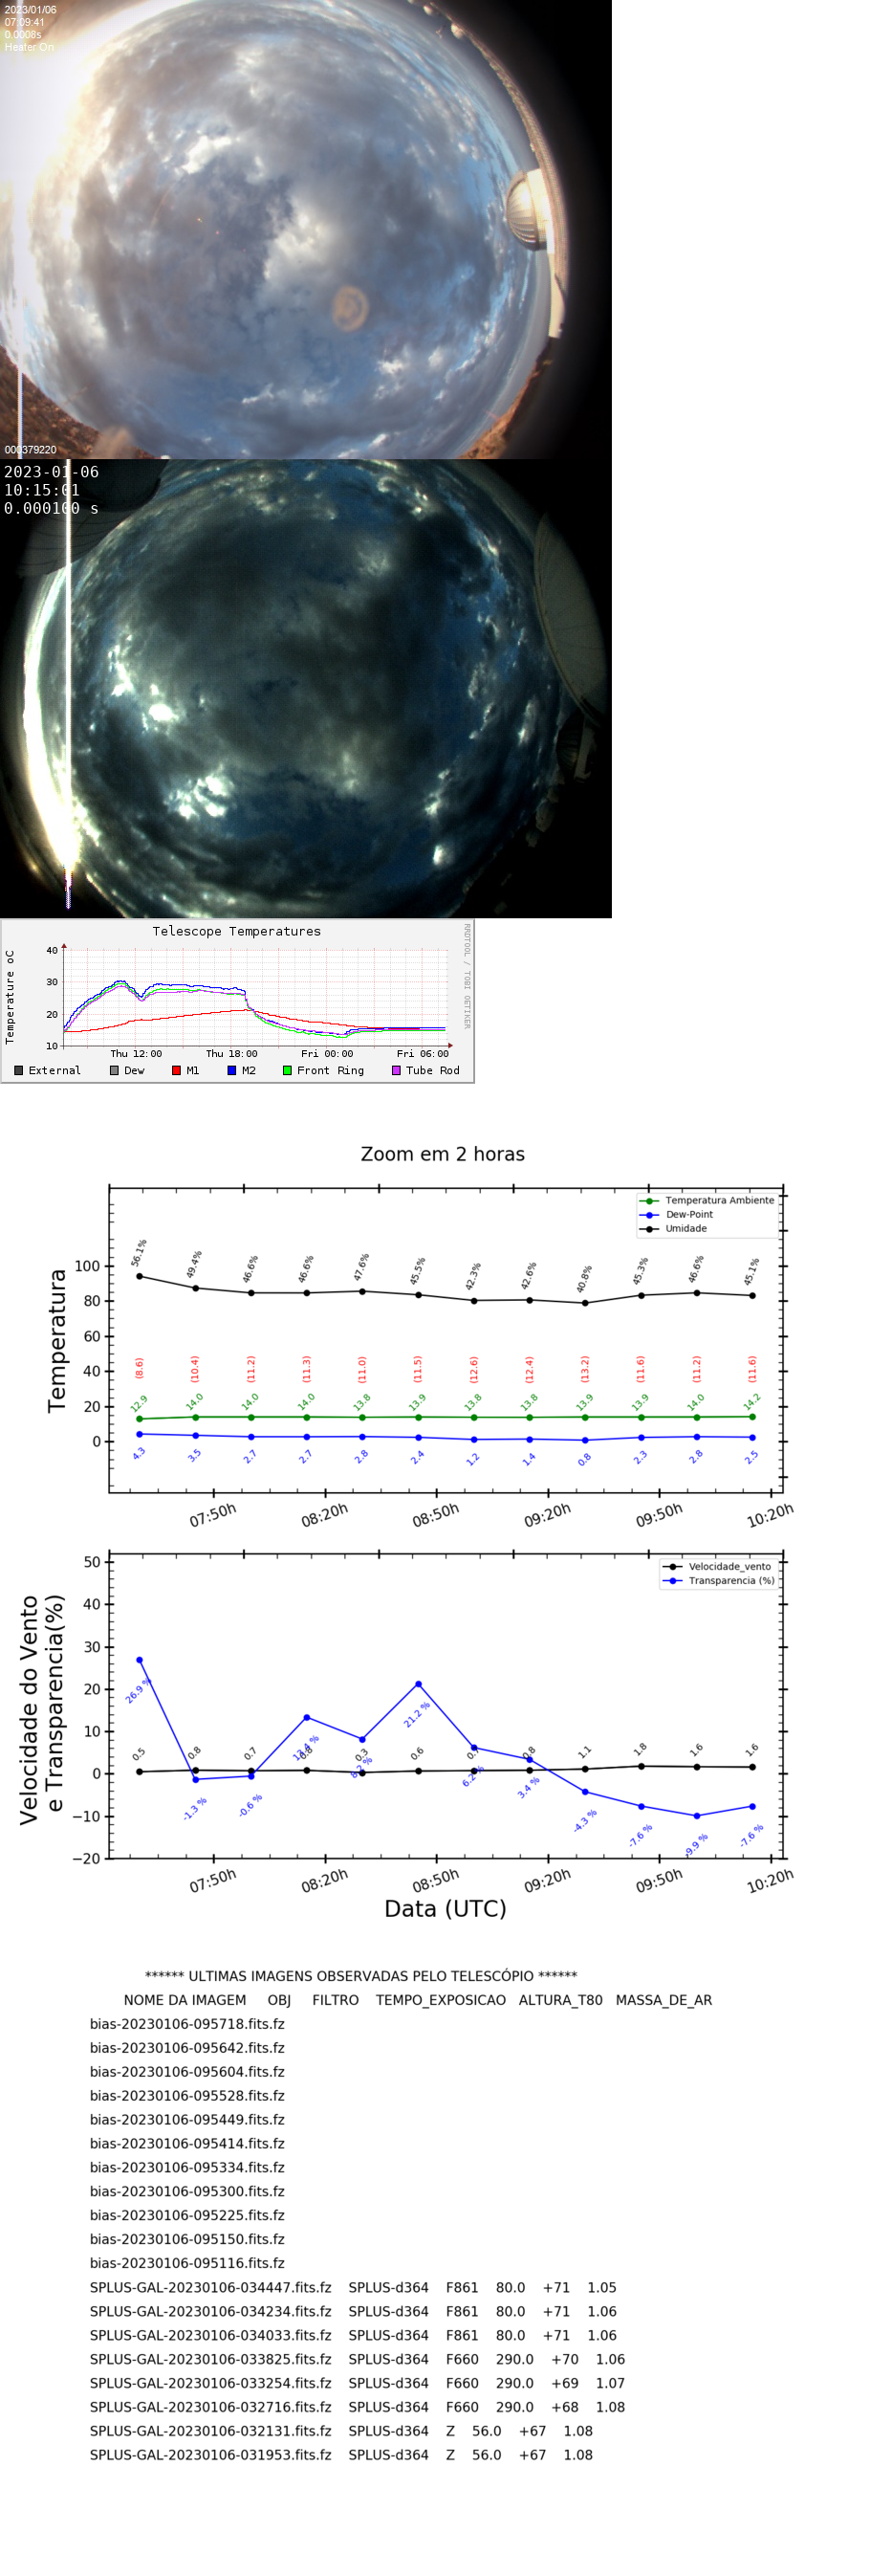 2023/01/06
07:09:41
0.0008s
Heater On
000379220
2023-01-06
10:15:01
0.000100 s
Telescope Temperatures
Temperature oC
RRDTOOL / TOBI OETIKER
40
30
20
10
Thu 12:00 Thu 18:00 Fri 00:00 Fri 06:00
External Dew M1 M2 Front Ring Tube Rod
Zoom em 2 horas
Temperatura
Temperatura Ambiente
Dew-Point
Umidade
100
80
60
40
20
0
56.1% 49.4% 46.6% 46.6% 47.6% 45.5% 42.3% 42.6% 40.8% 45.3% 46.6% 45.1%
(8.6) (10.4) (11.2) (11.3) (11.0) (11.5) (12.6) (12.4) (13.2) (11.6) (11.2) (11.6)
12.9 14.0 14.0 14.0 13.8 13.9 13.8 13.8 13.9 13.9 14.0 14.2
4.3 3.5 2.7 2.7 2.8 2.4 1.2 1.4 0.8 2.3 2.8 2.5
07:50h 08:20h 08:50h 09:20h 09:50h 10:20h
Velocidade do Vento
e Transparencia(%)
Velocidade_vento
Transparencia (%)
50
40
30
20
10
0
−10
−20
0.5 0.8 0.7 0.3 0.6 0.8 1.1 1.8 1.6 1.6
26.9 % -1.3 % -0.6 % 8.2 % 21.2 % 6.2 % 3.4 % -4.3 % -7.6 % -9.9 % -7.6 %
07:50h 08:20h 08:50h 09:20h 09:50h 10:20h
Data (UTC)
****** ULTIMAS IMAGENS OBSERVADAS PELO TELESCÓPIO ******
NOME DA IMAGEM OBJ FILTRO TEMPO_EXPOSICAO ALTURA_T80 MASSA_DE_AR
bias-20230106-095718.fits.fz
bias-20230106-095642.fits.fz
bias-20230106-095604.fits.fz
bias-20230106-095528.fits.fz
bias-20230106-095449.fits.fz
bias-20230106-095414.fits.fz
bias-20230106-095334.fits.fz
bias-20230106-095300.fits.fz
bias-20230106-095225.fits.fz
bias-20230106-095150.fits.fz
bias-20230106-095116.fits.fz
SPLUS-GAL-20230106-034447.fits.fz SPLUS-d364 F861 80.0 +71 1.05
SPLUS-GAL-20230106-034234.fits.fz SPLUS-d364 F861 80.0 +71 1.06
SPLUS-GAL-20230106-034033.fits.fz SPLUS-d364 F861 80.0 +71 1.06
SPLUS-GAL-20230106-033825.fits.fz SPLUS-d364 F660 290.0 +70 1.06
SPLUS-GAL-20230106-033254.fits.fz SPLUS-d364 F660 290.0 +69 1.07
SPLUS-GAL-20230106-032716.fits.fz SPLUS-d364 F660 290.0 +68 1.08
SPLUS-GAL-20230106-032131.fits.fz SPLUS-d364 Z 56.0 +67 1.08
SPLUS-GAL-20230106-031953.fits.fz SPLUS-d364 Z 56.0 +67 1.08